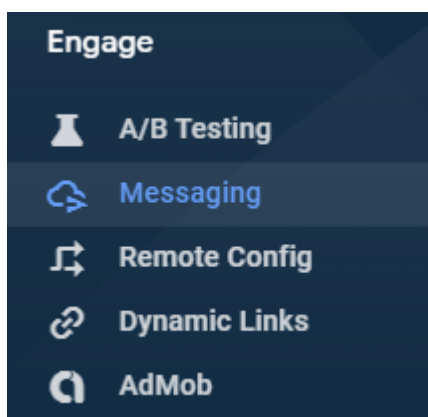 Engage
A/B Testing
Messaging
Remote Config
Dynamic Links
AdMob